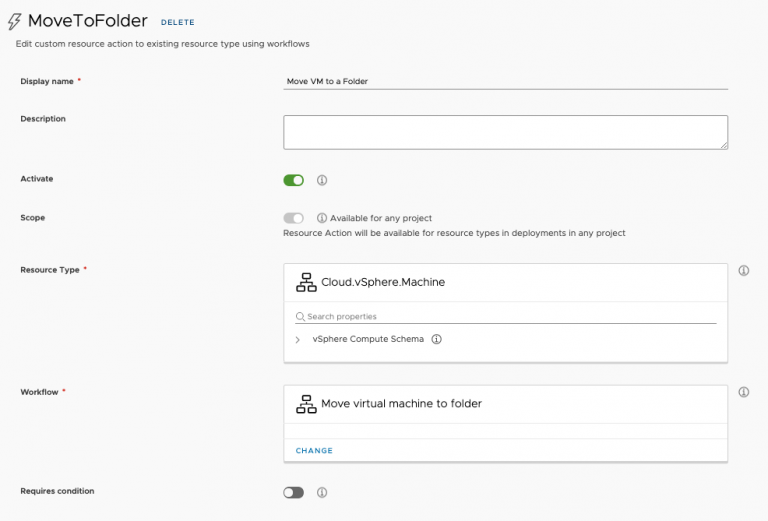 MoveToFolder DELETE
Edit custom resource action to existing resource type using workflows
Display name * Move VM to a Folder
Description
Activate
Scope Available for any project
Resource Action will be available for resource types in deployments in any project
Resource Type * Cloud.vSphere.Machine
Search properties
vSphere Compute Schema
Workflow * Move virtual machine to folder
CHANGE
Requires condition